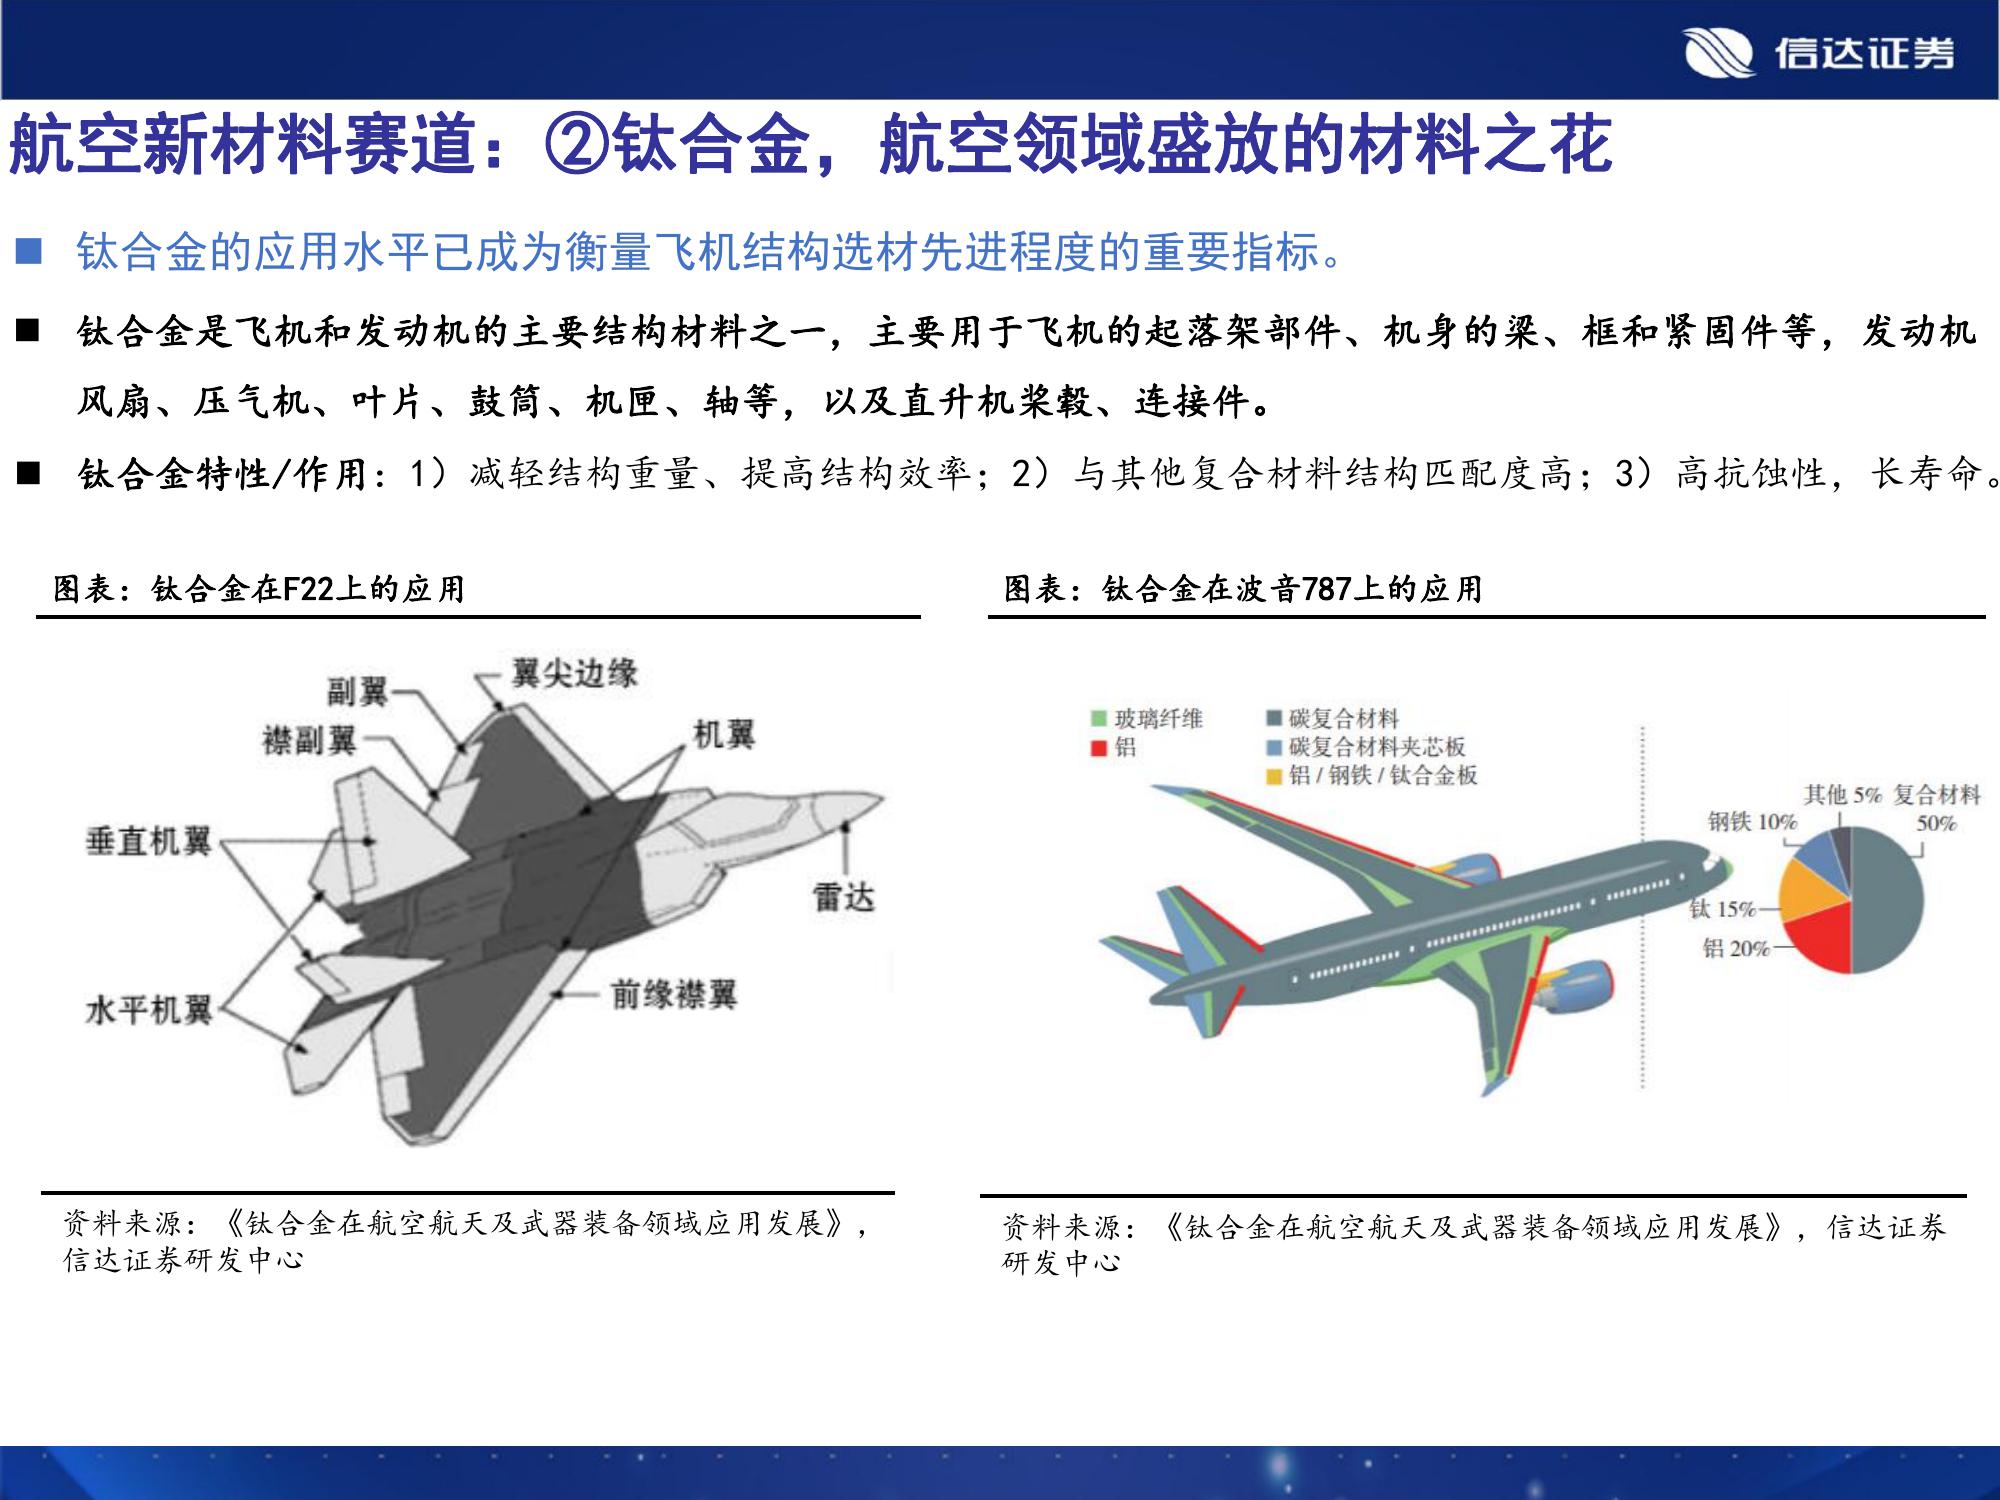 信达证券
航空新材料赛道：②钛合金，航空领域盛放的材料之花
■ 钛合金的应用水平已成为衡量飞机结构选材先进程度的重要指标。
■ 钛合金是飞机和发动机的主要结构材料之一，主要用于飞机的起落架部件、机身的梁、框和紧固件等，发动机
风扇、压气机、叶片、鼓筒、机匣、轴等，以及直升机桨毂、连接件。
■ 钛合金特性/作用：1）减轻结构重量、提高结构效率；2）与其他复合材料结构匹配度高；3）高抗蚀性，长寿命。
图表：钛合金在F22上的应用
翼尖边缘
副翼
襟副翼
机翼
垂直机翼
雷达
水平机翼
前缘襟翼
资料来源：《钛合金在航空航天及武器装备领域应用发展》，
信达证券研发中心
图表：钛合金在波音787上的应用
玻璃纤维
铝
碳复合材料
碳复合材料夹芯板
铝/钢铁/钛合金板
其他 5%
复合材料
50%
钢铁 10%
钛 15%
铝 20%
资料来源：《钛合金在航空航天及武器装备领域应用发展》，信达证券
研发中心